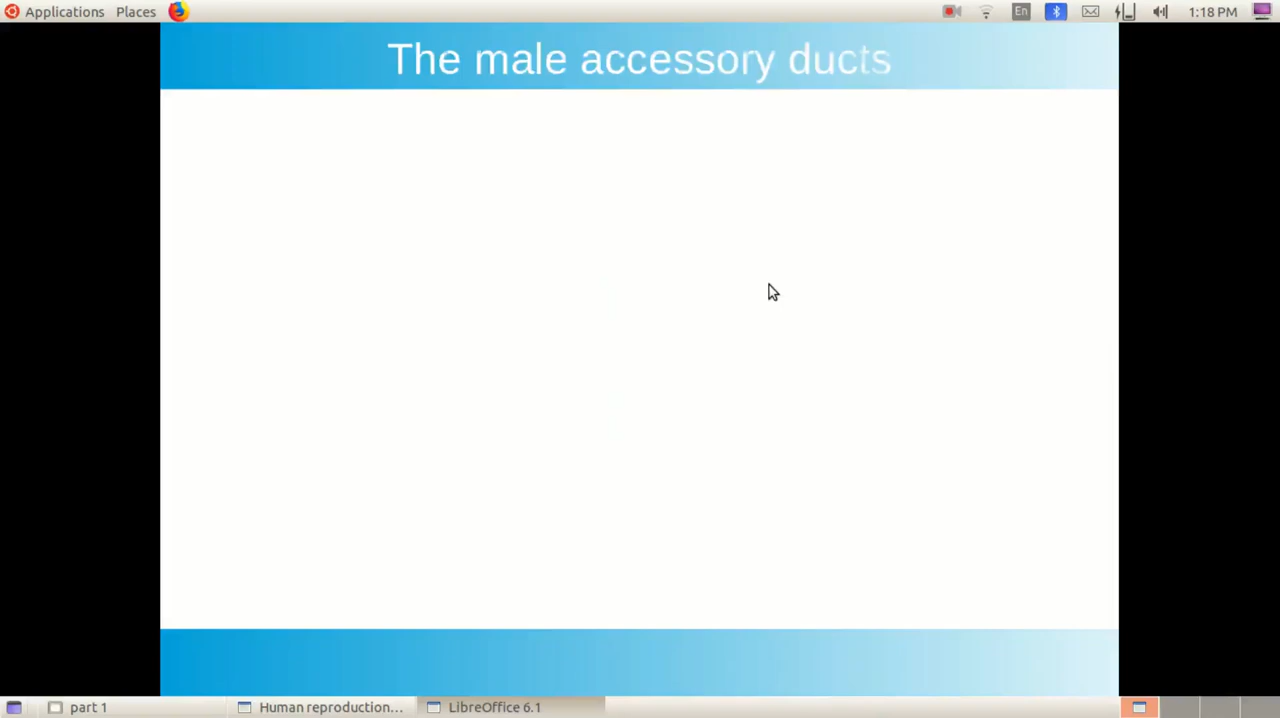 Applications Places En 1:18 PM
The male accessory ducts
part 1 Human reproduction... LibreOffice 6.1